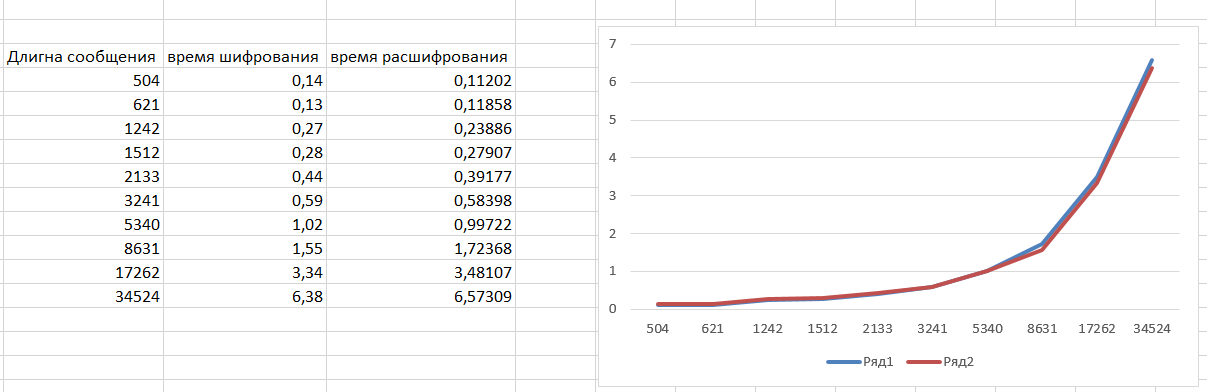 Длигна сообщения время шифрования время расшифрования
504 0,14 0,11202
621 0,13 0,11858
1242 0,27 0,23886
1512 0,28 0,27907
2133 0,44 0,39177
3241 0,59 0,58398
5340 1,02 0,99722
8631 1,55 1,72368
17262 3,34 3,48107
34524 6,38 6,57309
7
6
5
4
3
2
1
0
504 621 1242 1512 2133 3241 5340 8631 17262 34524
Ряд1 Ряд2